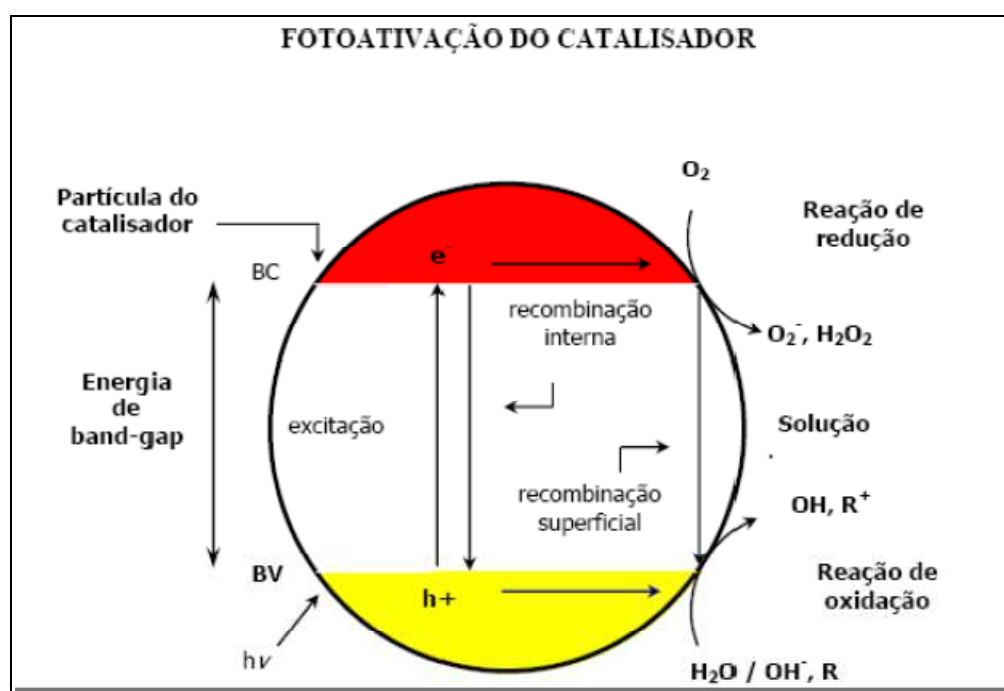 FOTOATIVAÇÃO DO CATALISADOR
O₂
Partícula do
catalisador
Reação de
redução
e⁻
BC
recombinação
interna
O₂⁻, H₂O₂
Energia
de
band-gap
excitação
Solução
recombinação
superficial
OH, R⁺
BV
h+
Reação de
oxidação
hν
H₂O / OH⁻, R